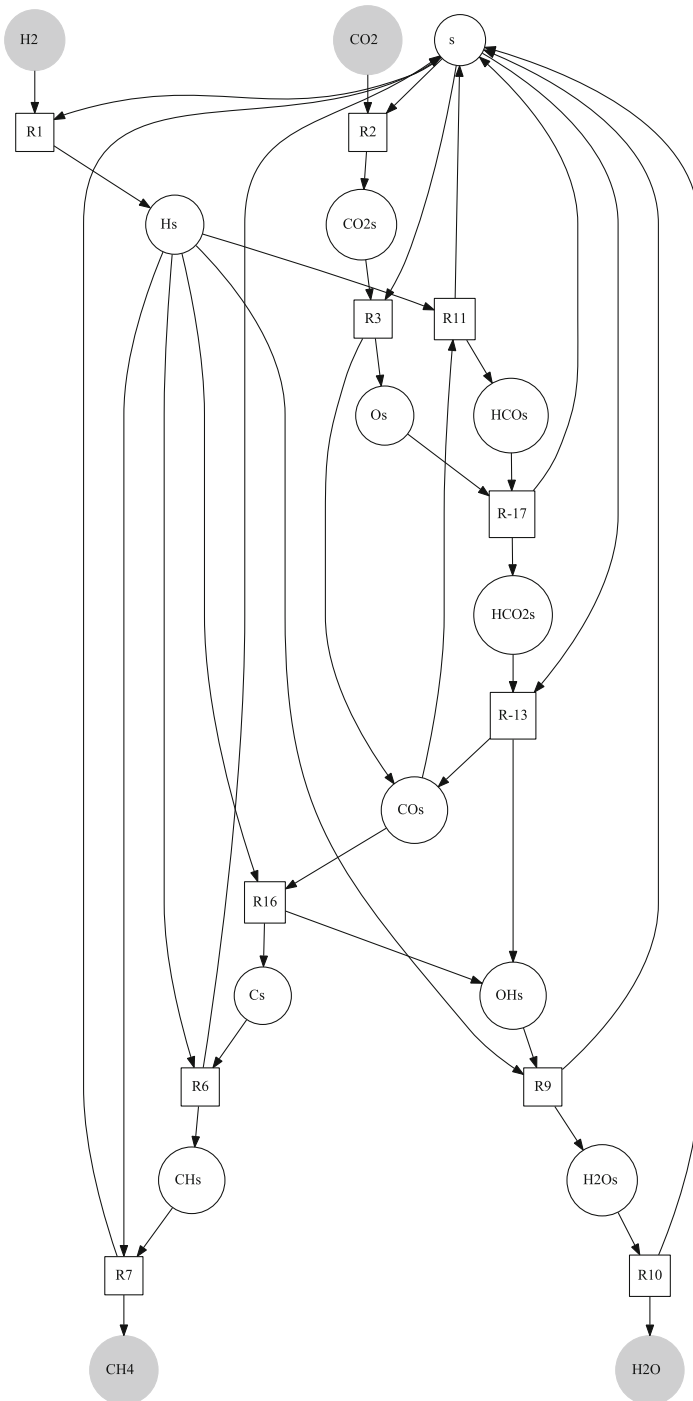 H2
CO2
s
R1
R2
Hs
CO2s
R3
R11
Os
HCOs
R-17
HCO2s
R-13
COs
R16
Cs
OHs
R6
R9
CHs
H2Os
R7
R10
CH4
H2O